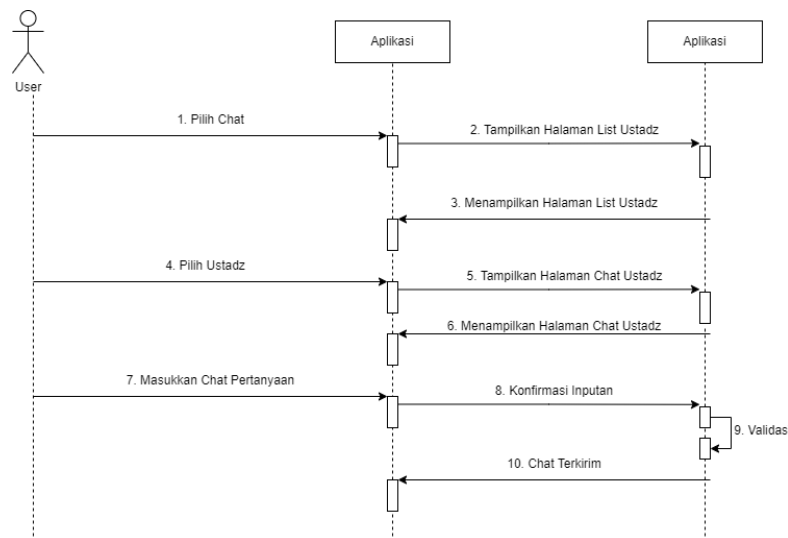 User
Aplikasi
Aplikasi
1. Pilih Chat
2. Tampilkan Halaman List Ustadz
3. Menampilkan Halaman List Ustadz
4. Pilih Ustadz
5. Tampilkan Halaman Chat Ustadz
6. Menampilkan Halaman Chat Ustadz
7. Masukkan Chat Pertanyaan
8. Konfirmasi Inputan
9. Validas
10. Chat Terkirim